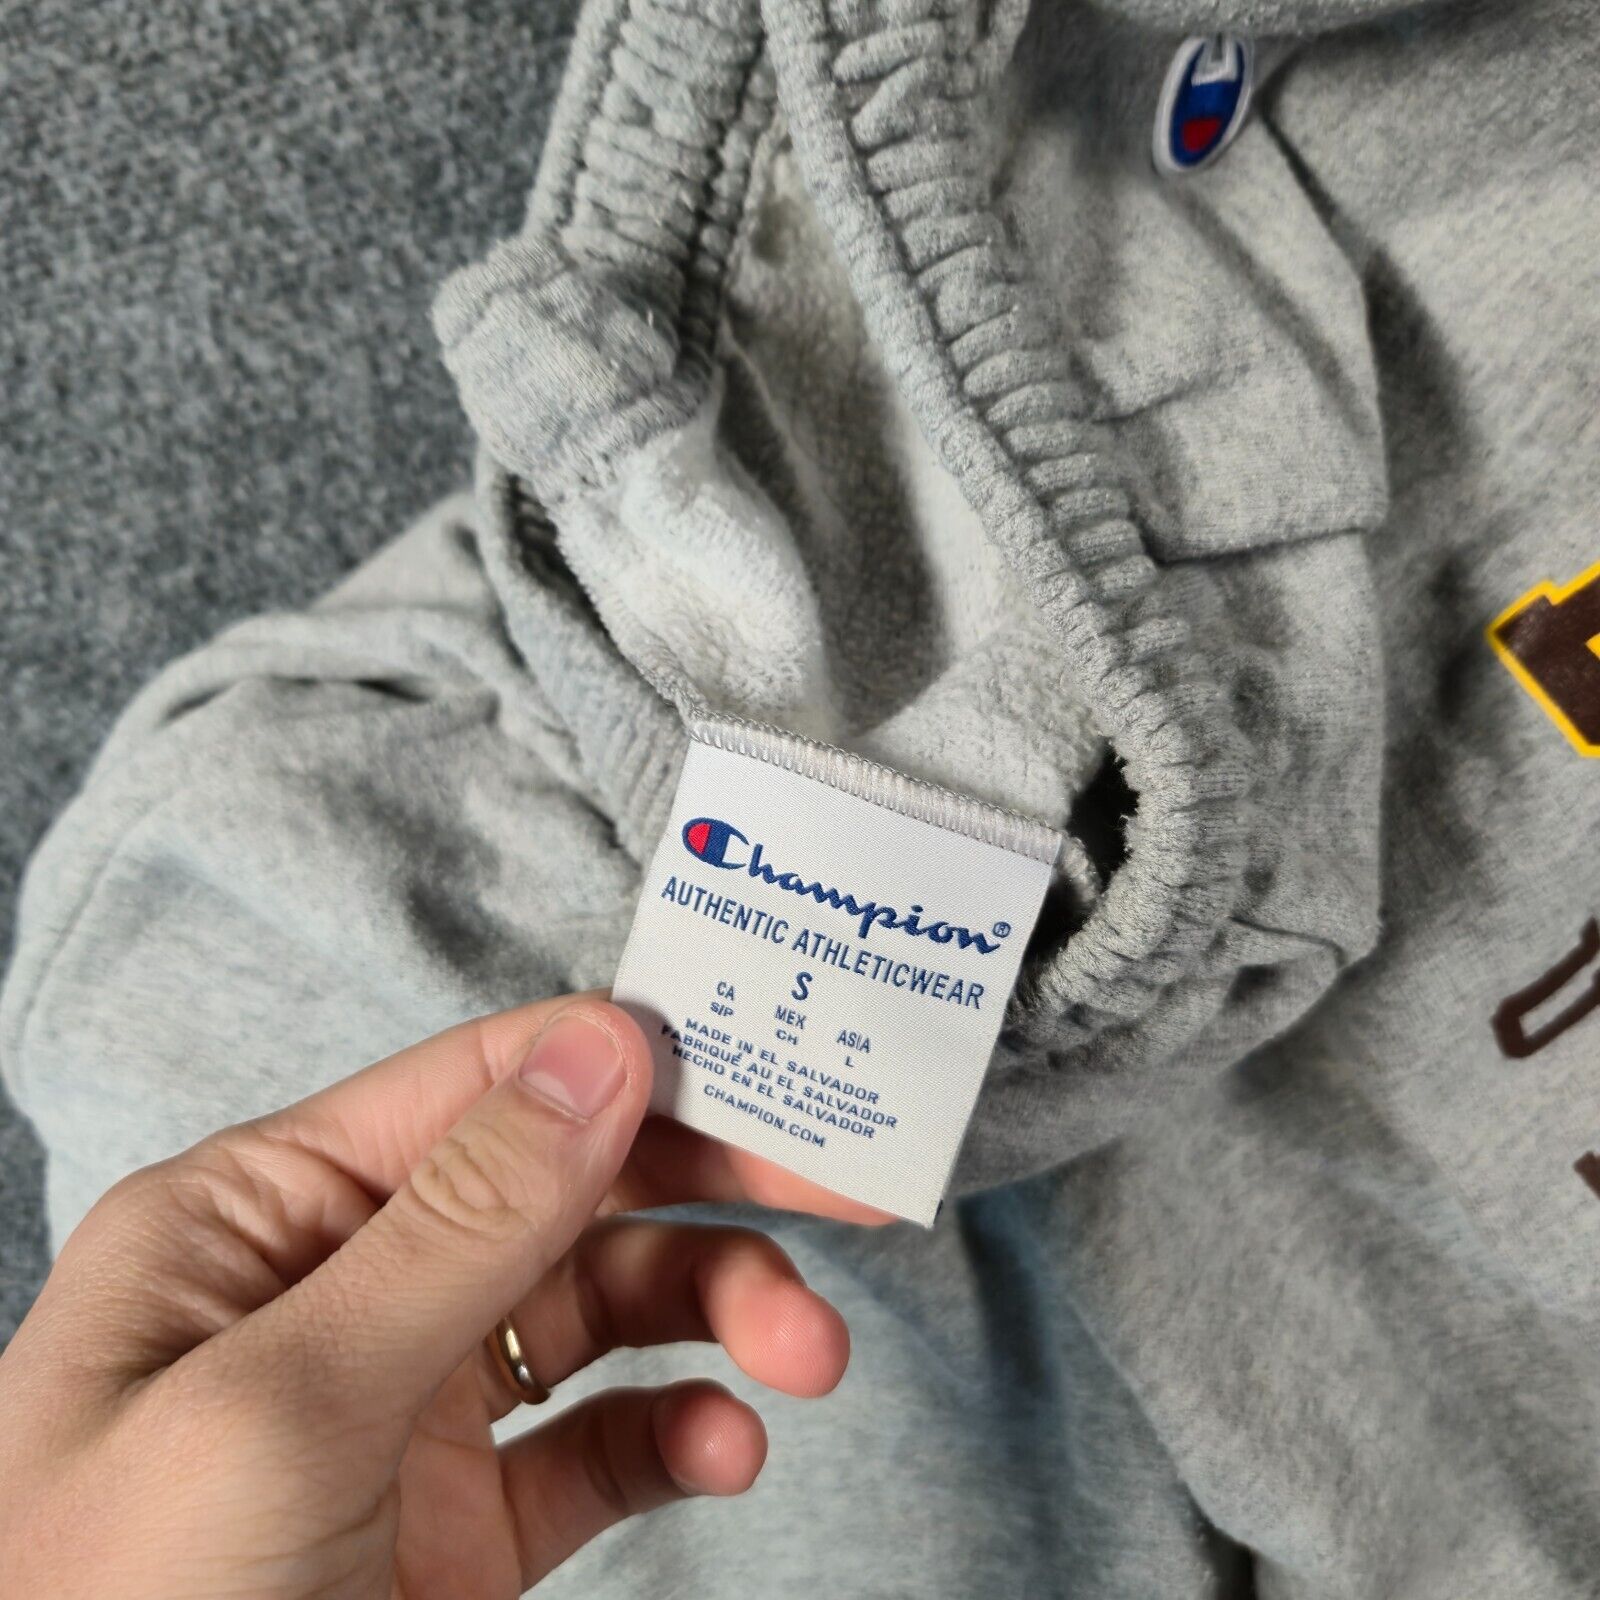 Champion®
AUTHENTIC ATHLETICWEAR
S
CA MEX ASIA
S/P CH L
MADE IN EL SALVADOR
FABRIQUÉ AU EL SALVADOR
HECHO EN EL SALVADOR
CHAMPION.COM